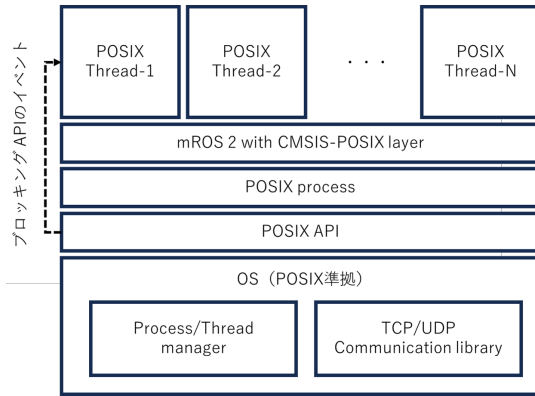 ブロッキングAPIのイベント
POSIX
Thread-1
POSIX
Thread-2
・・・
POSIX
Thread-N
mROS 2 with CMSIS-POSIX layer
POSIX process
POSIX API
OS（POSIX準拠）
Process/Thread
manager
TCP/UDP
Communication library